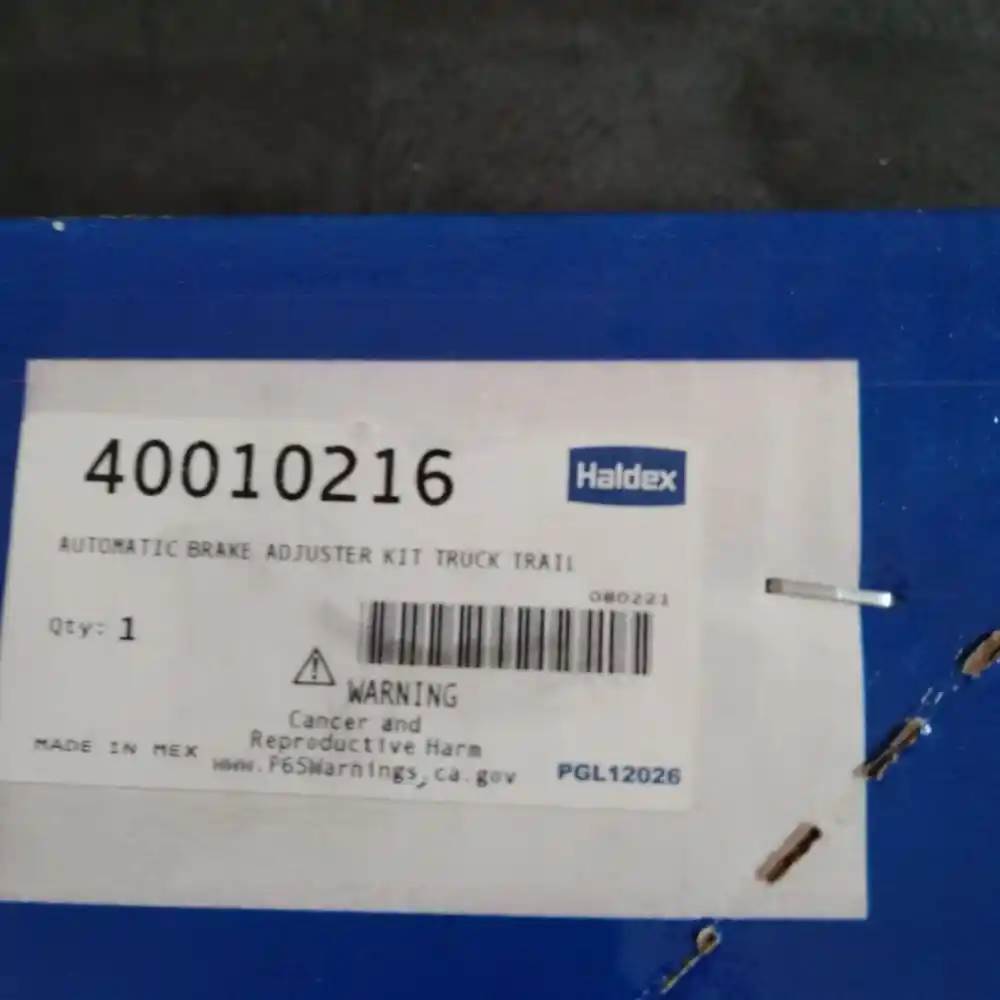 40010216
Haldex
AUTOMATIC BRAKE ADJUSTER KIT TRUCK TRAIL
080221
Qty: 1
WARNING
Cancer and
Reproductive Harm
www.P65Warnings.ca.gov
MADE IN MEX
PGL12026